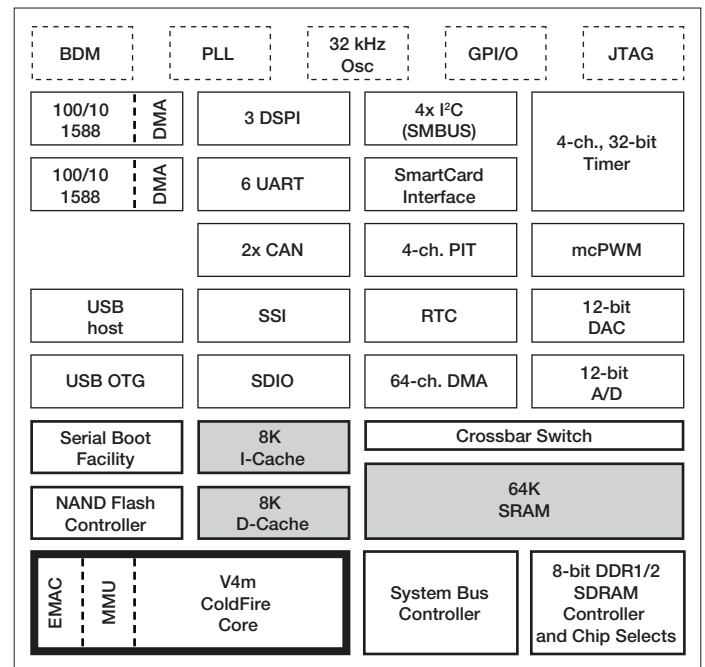 BDM
PLL
32 kHz
Osc
GPI/O
JTAG
100/10
1588
DMA
3 DSPI
4x I²C
(SMBUS)
4-ch., 32-bit
Timer
100/10
1588
DMA
6 UART
SmartCard
Interface
2x CAN
4-ch. PIT
mcPWM
USB
host
SSI
RTC
12-bit
DAC
USB OTG
SDIO
64-ch. DMA
12-bit
A/D
Serial Boot
Facility
8K
I-Cache
Crossbar Switch
NAND Flash
Controller
8K
D-Cache
64K
SRAM
EMAC
MMU
V4m
ColdFire
Core
System Bus
Controller
8-bit DDR1/2
SDRAM
Controller
and Chip Selects